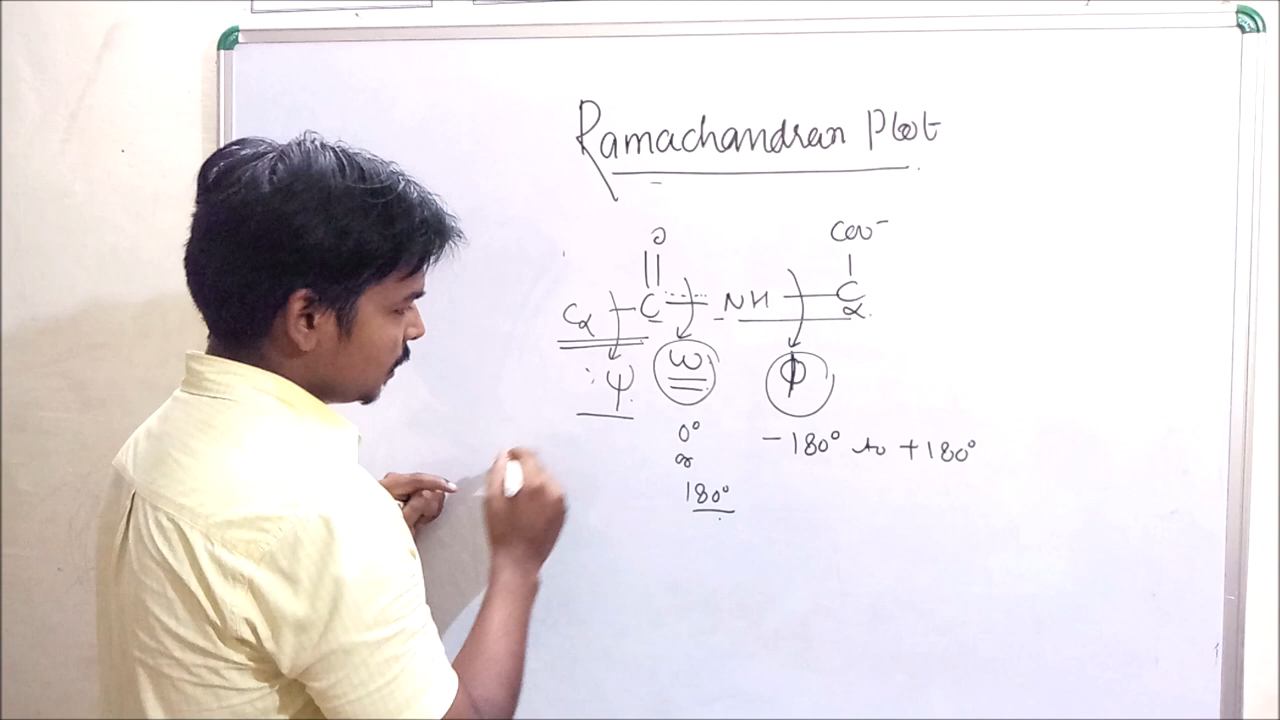 Ramachandran Plot
O COO⁻
|| |
Cα – C – NH – Cα
ψ ω ϕ
0° – 180° to +180°
or
180°